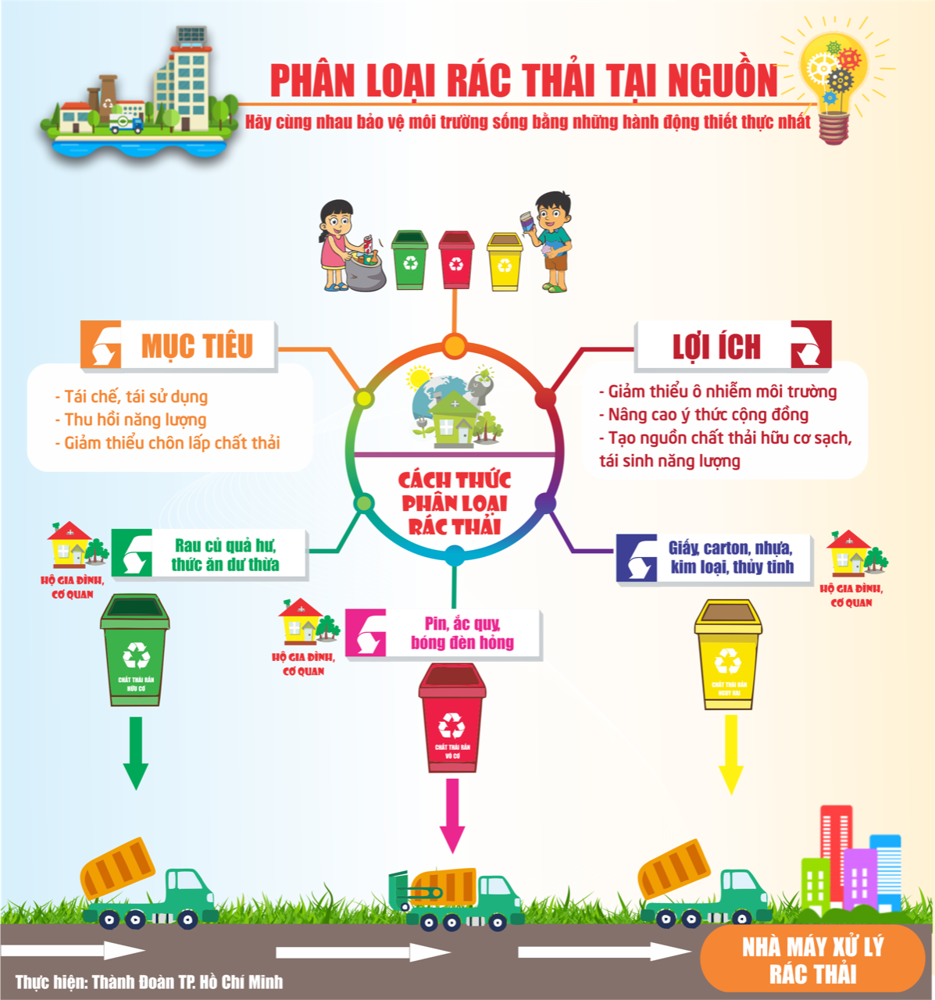 PHÂN LOẠI RÁC THẢI TẠI NGUỒN
Hãy cùng nhau bảo vệ môi trường sống bằng những hành động thiết thực nhất
MỤC TIÊU
- Tái chế, tái sử dụng
- Thu hồi năng lượng
- Giảm thiểu chôn lấp chất thải
LỢI ÍCH
- Giảm thiểu ô nhiễm môi trường
- Nâng cao ý thức cộng đồng
- Tạo nguồn chất thải hữu cơ sạch,
tái sinh năng lượng
CÁCH THỨC
PHÂN LOẠI
RÁC THẢI
HỘ GIA ĐÌNH,
CƠ QUAN
Rau củ quả hư,
thức ăn dư thừa
CHẤT THẢI RẮN
HỮU CƠ
HỘ GIA ĐÌNH,
CƠ QUAN
Pin, ắc quy,
bóng đèn hỏng
CHẤT THẢI RẮN
VÔ CƠ
Giấy, carton, nhựa,
kim loại, thủy tinh
HỘ GIA ĐÌNH,
CƠ QUAN
CHẤT THẢI RẮN
NGUY HẠI
NHÀ MÁY XỬ LÝ
RÁC THẢI
Thực hiện: Thành Đoàn TP. Hồ Chí Minh